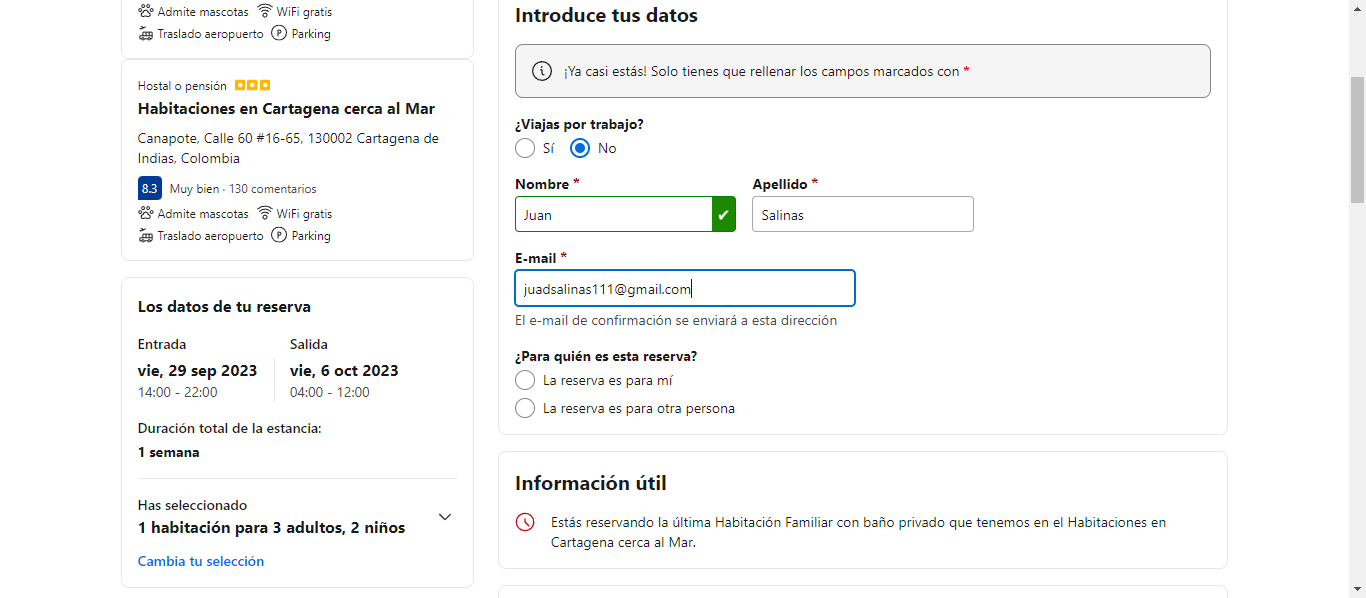 Admite mascotas WiFi gratis
Traslado aeropuerto P Parking
Hostal o pensión
Habitaciones en Cartagena cerca al Mar
Canapote, Calle 60 #16-65, 130002 Cartagena de
Indias, Colombia
8.3 Muy bien · 130 comentarios
Admite mascotas WiFi gratis
Traslado aeropuerto P Parking
Los datos de tu reserva
Entrada Salida
vie, 29 sep 2023 vie, 6 oct 2023
14:00 - 22:00 04:00 - 12:00
Duración total de la estancia:
1 semana
Has seleccionado
1 habitación para 3 adultos, 2 niños
Cambia tu selección
Introduce tus datos
¡Ya casi estás! Solo tienes que rellenar los campos marcados con *
¿Viajas por trabajo?
Sí No
Nombre * Apellido *
Juan Salinas
E-mail *
juadsalinas111@gmail.com
El e-mail de confirmación se enviará a esta dirección
¿Para quién es esta reserva?
La reserva es para mí
La reserva es para otra persona
Información útil
Estás reservando la última Habitación Familiar con baño privado que tenemos en el Habitaciones en
Cartagena cerca al Mar.